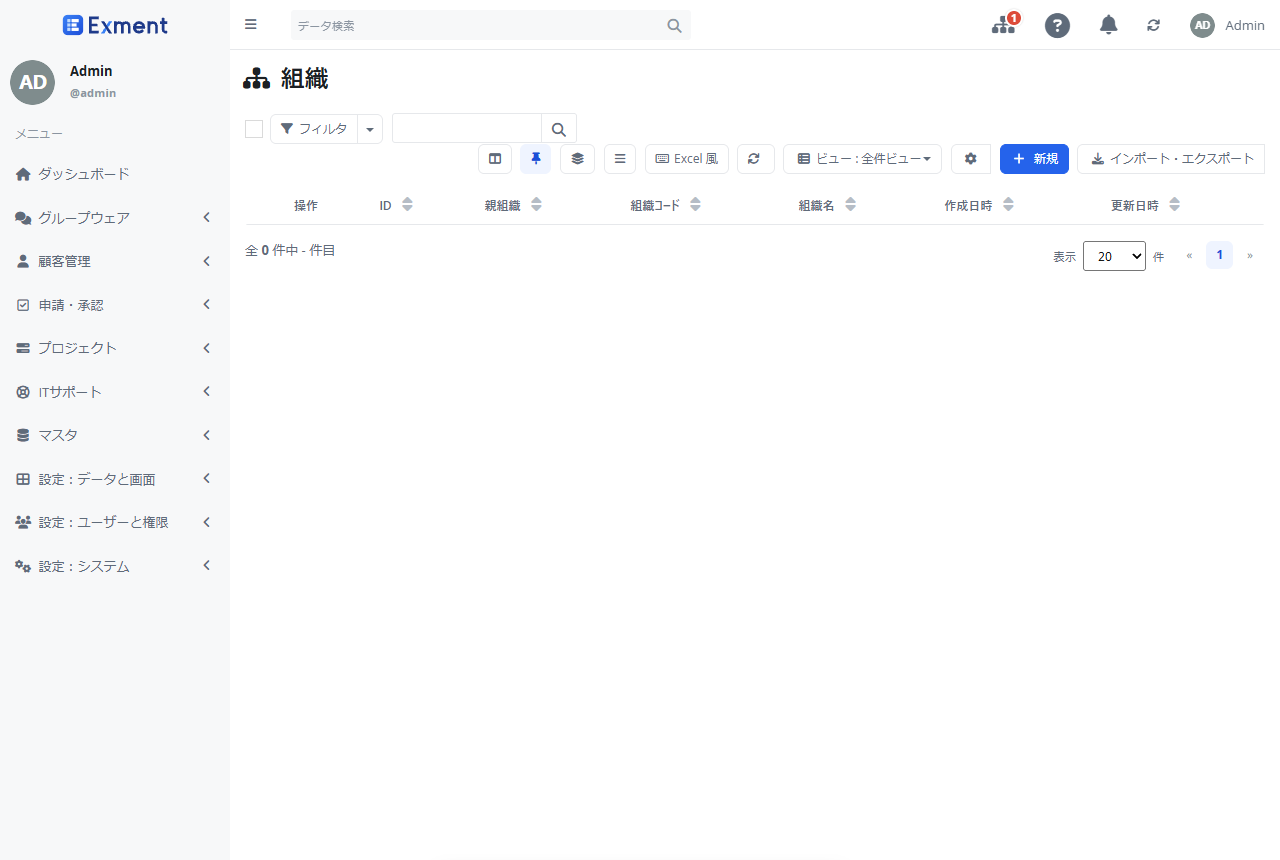 Exment
データ検索
1
?
AD Admin
AD
Admin
@admin
メニュー
ダッシュボード
グループウェア
顧客管理
申請・承認
プロジェクト
ITサポート
マスタ
設定：データと画面
設定：ユーザーと権限
設定：システム
組織
フィルタ
Excel 風
ビュー : 全件ビュー
新規
インポート・エクスポート
操作 ID 親組織 組織コード 組織名 作成日時 更新日時
全 0 件中 - 件目
表示 20 件 « 1 »